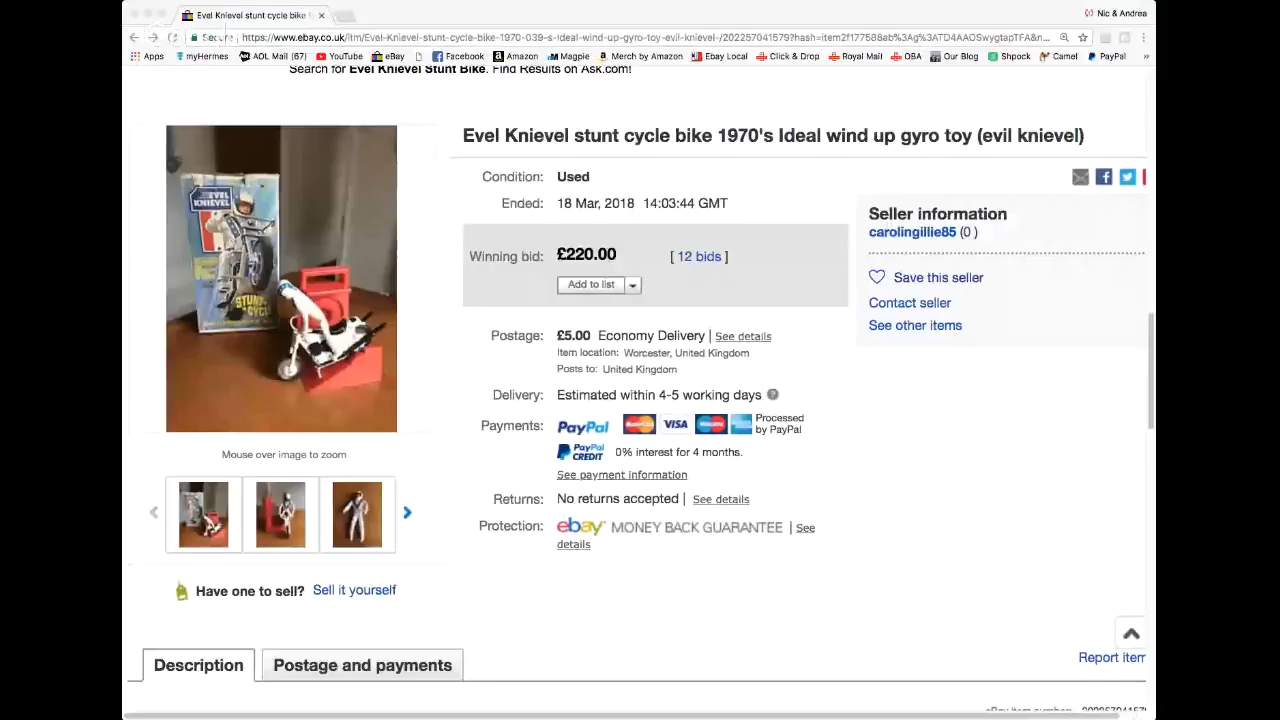 Evel Knievel stunt cycle bike
Nic & Andrea
Secure https://www.ebay.co.uk/itm/Evel-Knievel-stunt-cycle-bike-1970-039-s-Ideal-wind-up-gyro-toy-evil-knievel-/202257041579?hash=item2f177588ab%3Ag%3ATD4AAOSwygtapTFA&n...
Apps myHermes AOL Mail (67) YouTube eBay Facebook Amazon Magpie Merch by Amazon Ebay Local Click & Drop Royal Mail OBA Our Blog Shpock Camel PayPal »
Search for Evel Knievel Stunt Bike. Find Results on Ask.com!
Evel Knievel stunt cycle bike 1970's Ideal wind up gyro toy (evil knievel)
Condition: Used
Ended: 18 Mar, 2018 14:03:44 GMT
Winning bid: £220.00 [ 12 bids ]
Add to list
Seller information
carolingillie85 (0 )
Save this seller
Contact seller
See other items
EVEL
KNIEVEL
STUNT
CYCLE
Postage: £5.00 Economy Delivery | See details
Item location: Worcester, United Kingdom
Posts to: United Kingdom
Delivery: Estimated within 4-5 working days
Payments: PayPal MasterCard VISA Processed
by PayPal
PayPal
CREDIT 0% interest for 4 months.
See payment information
Returns: No returns accepted | See details
Protection: ebay MONEY BACK GUARANTEE | See
details
Mouse over image to zoom
Have one to sell? Sell it yourself
Description
Postage and payments
Report item